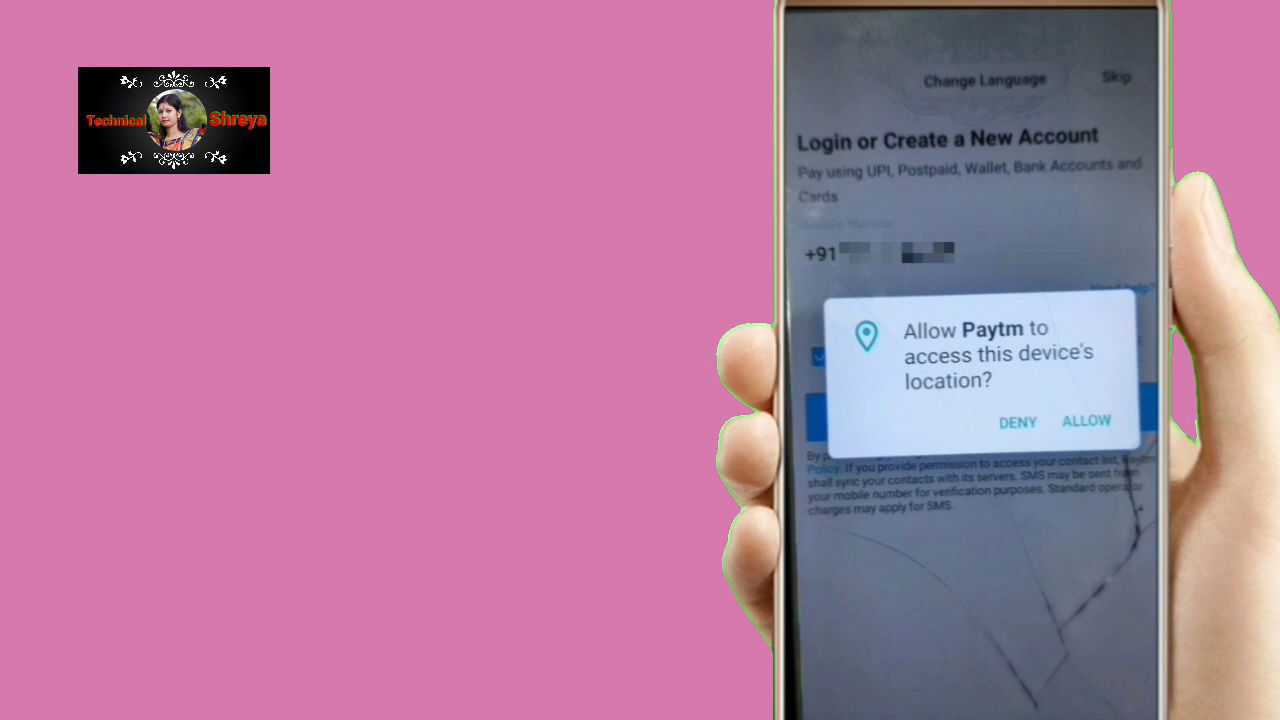 Technical Shreya
Change Language
Skip
Login or Create a New Account
Pay using UPI, Postpaid, Wallet, Bank Accounts and
Cards
Mobile Number
+91
Need help?
Allow Paytm to
access this device's
location?
DENY ALLOW
By
Policy. If you provide permission to access your contact list, Paytm
shall sync your contacts with its servers. SMS may be sent from
your mobile number for verification purposes. Standard operator
charges may apply for SMS.